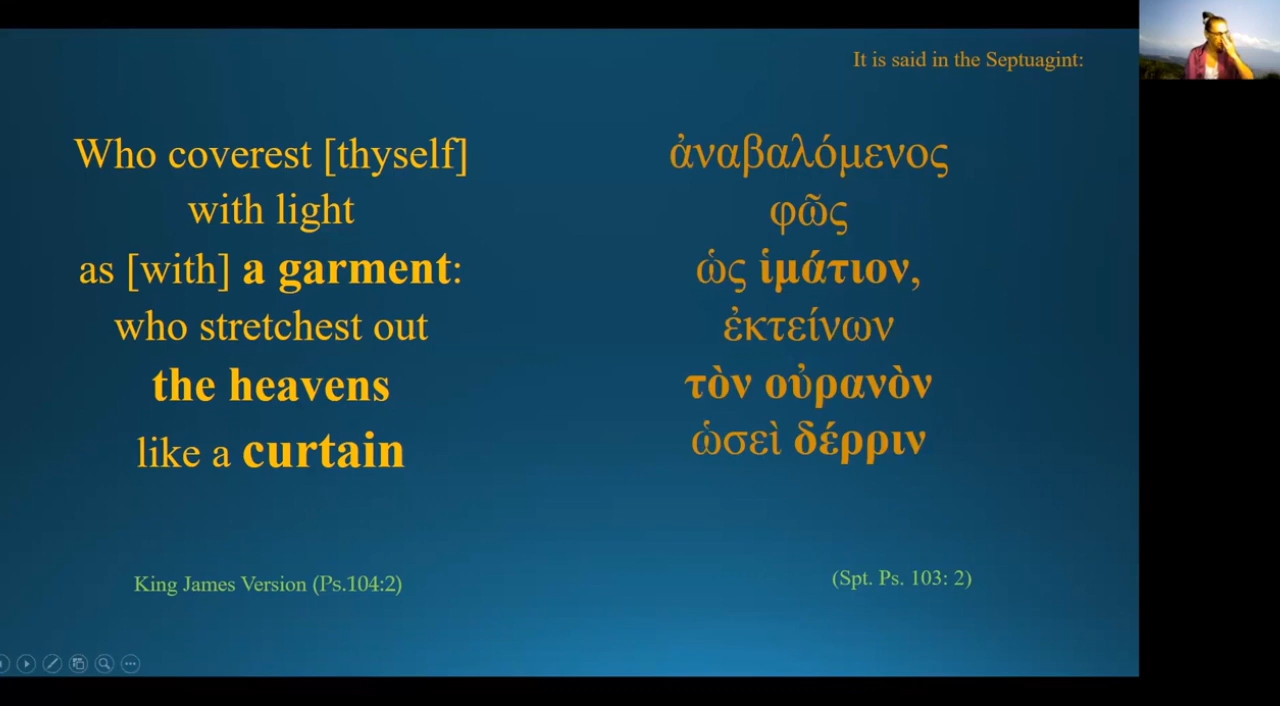 It is said in the Septuagint:
Who coverest [thyself]
with light
as [with] a garment:
who stretchest out
the heavens
like a curtain
King James Version (Ps.104:2)
ἀναβαλόμενος
φῶς
ὡς ἱμάτιον,
ἐκτείνων
τὸν οὐρανὸν
ὡσεὶ δέρριν
(Spt. Ps. 103: 2)